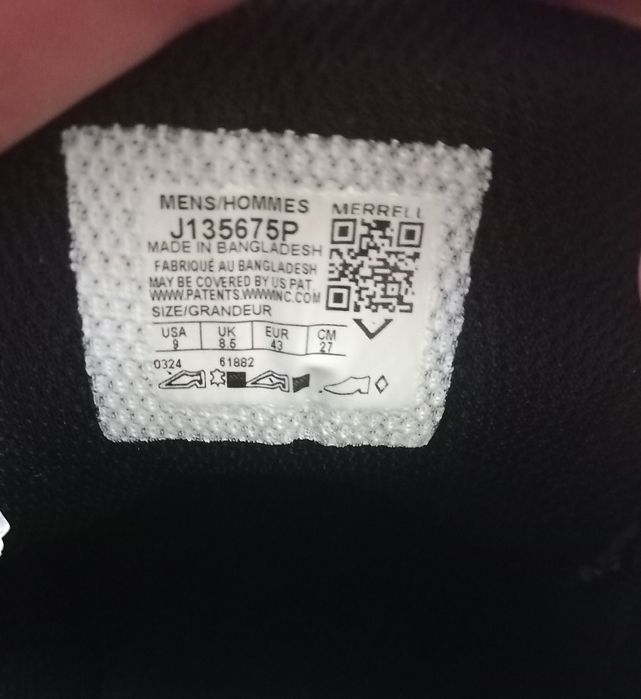 MENS/HOMMES
MERRELL
J135675P
MADE IN BANGLADESH
FABRIQUÉ AU BANGLADESH
MAY BE COVERED BY US PAT.
WWW.PATENTS.WWWINC.COM
SIZE/GRANDEUR
USA UK EUR CM
9 8.5 43 27
0324 61882